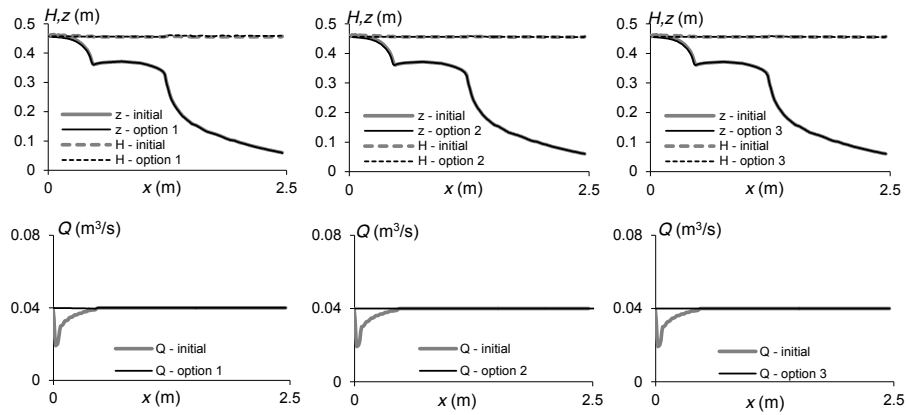 H,z (m)
0.5
0.4
0.3
0.2
0.1
0
z - initial
z - option 1
H - initial
H - option 1
0
2.5
x (m)
H,z (m)
0.5
0.4
0.3
0.2
0.1
0
z - initial
z - option 2
H - initial
H - option 2
0
2.5
x (m)
H,z (m)
0.5
0.4
0.3
0.2
0.1
0
z - initial
z - option 3
H - initial
H - option 3
0
2.5
x (m)
Q (m³/s)
0.08
0.04
0
Q - initial
Q - option 1
0
2.5
x (m)
Q (m³/s)
0.08
0.04
0
Q - initial
Q - option 2
0
2.5
x (m)
Q (m³/s)
0.08
0.04
0
Q - initial
Q - option 3
0
2.5
x (m)